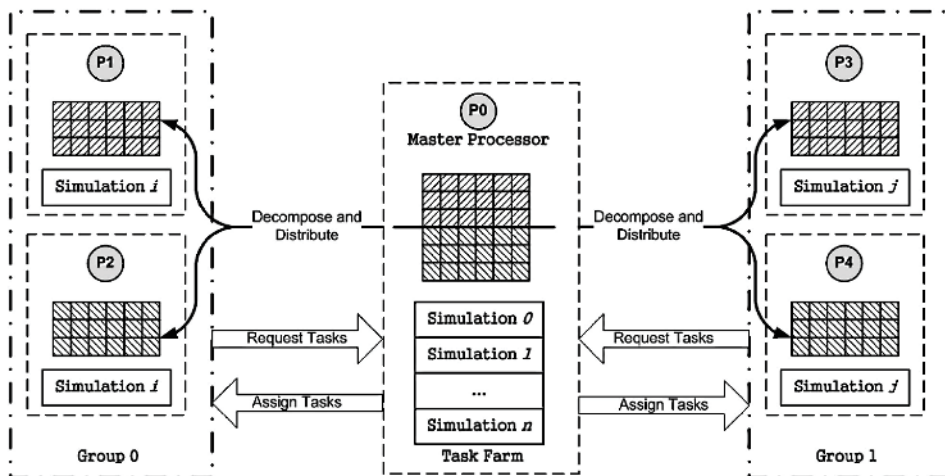 P1
Simulation i
P2
Simulation i
Group 0
Decompose and
Distribute
Request Tasks
Assign Tasks
P0
Master Processor
Simulation 0
Simulation 1
...
Simulation n
Task Farm
Decompose and
Distribute
Request Tasks
Assign Tasks
P3
Simulation j
P4
Simulation j
Group 1